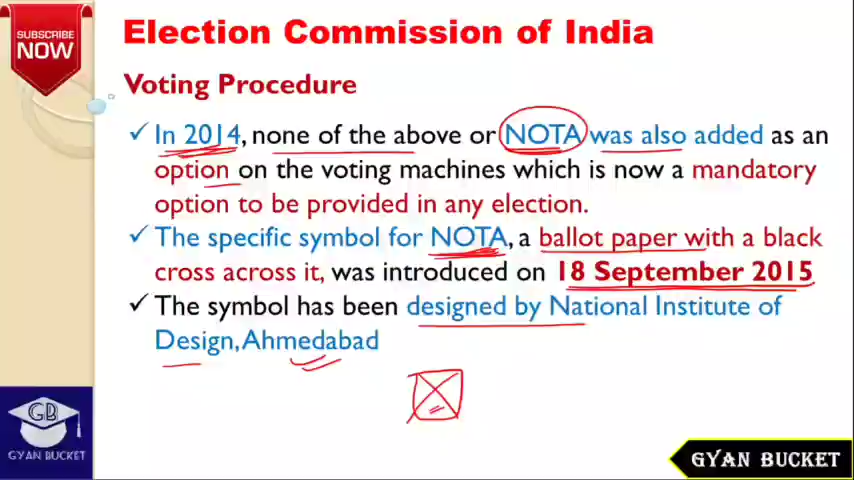 SUBSCRIBE
NOW
Election Commission of India
Voting Procedure
✓ In 2014, none of the above or NOTA was also added as an
option on the voting machines which is now a mandatory
option to be provided in any election.
✓ The specific symbol for NOTA, a ballot paper with a black
cross across it, was introduced on 18 September 2015
✓ The symbol has been designed by National Institute of
Design, Ahmedabad
GB
GYAN BUCKET
GYAN BUCKET